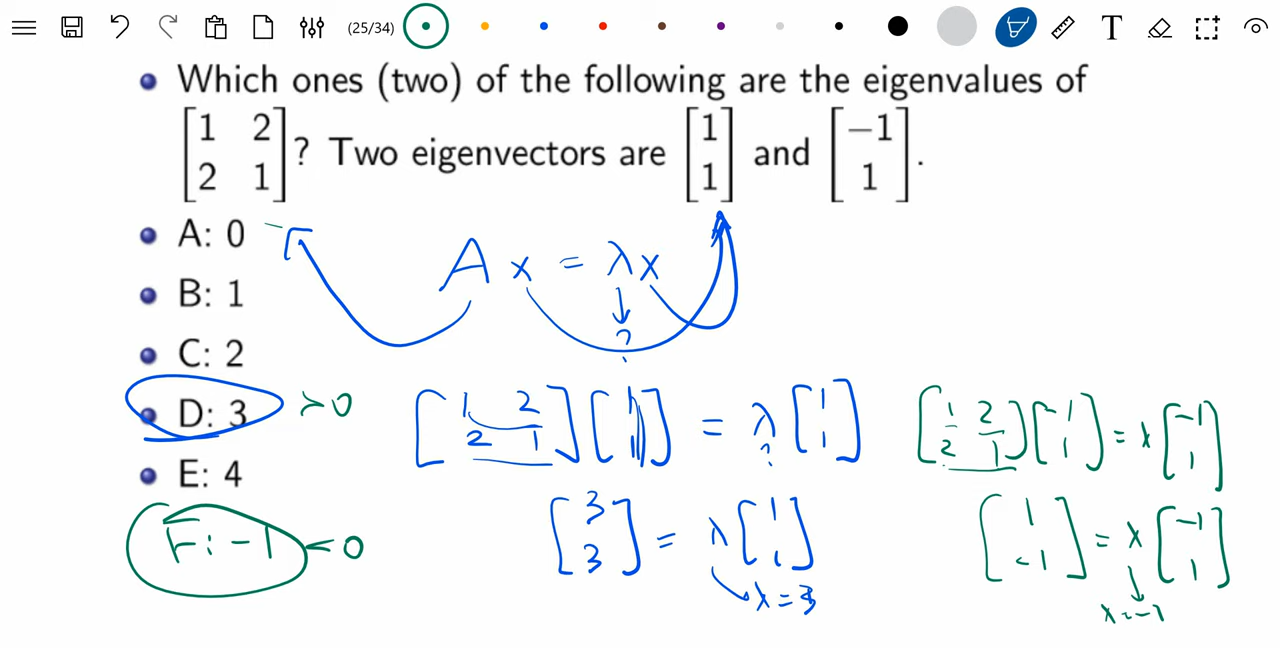 (25/34)
T
• Which ones (two) of the following are the eigenvalues of
[1 2; 2 1]? Two eigenvectors are [1; 1] and [−1; 1].
• A: 0
A x = λx
?
• B: 1
• C: 2
• D: 3 > 0
[1 2; 2 1][1; 1] = λ[1; 1]
?
[1 2; 2 1][-1; 1] = λ[-1; 1]
• E: 4
F: -1 < 0
[3; 3] = λ[1; 1]
λ = 3
[1; -1] = λ[-1; 1]
λ = -1